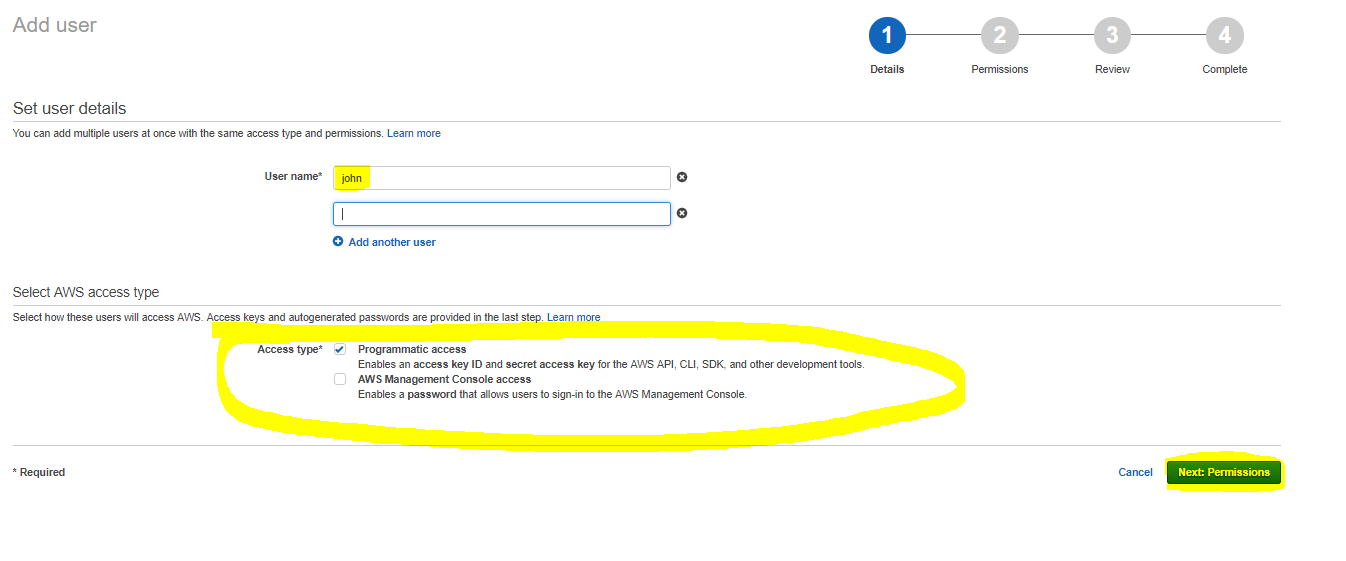 Add user
1 2 3 4
Details Permissions Review Complete
Set user details
You can add multiple users at once with the same access type and permissions. Learn more
User name* john
Add another user
Select AWS access type
Select how these users will access AWS. Access keys and autogenerated passwords are provided in the last step. Learn more
Access type* Programmatic access
Enables an access key ID and secret access key for the AWS API, CLI, SDK, and other development tools.
AWS Management Console access
Enables a password that allows users to sign-in to the AWS Management Console.
* Required Cancel Next: Permissions